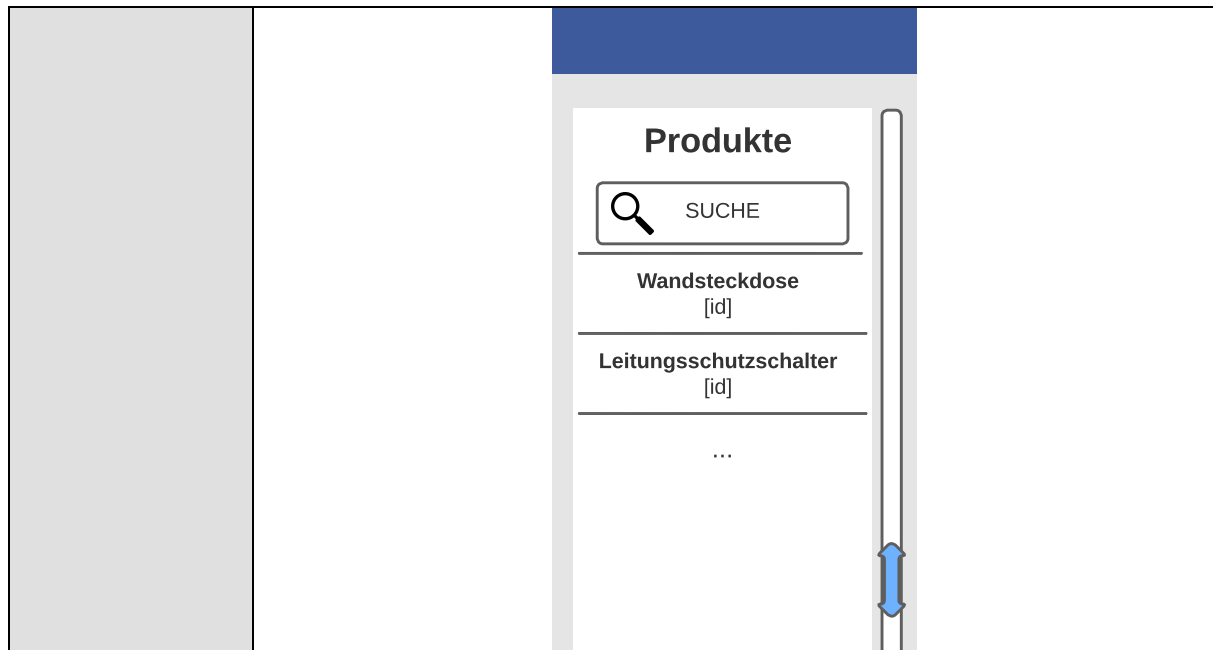 Produkte
SUCHE
Wandsteckdose
[id]
Leitungsschutzschalter
[id]
...